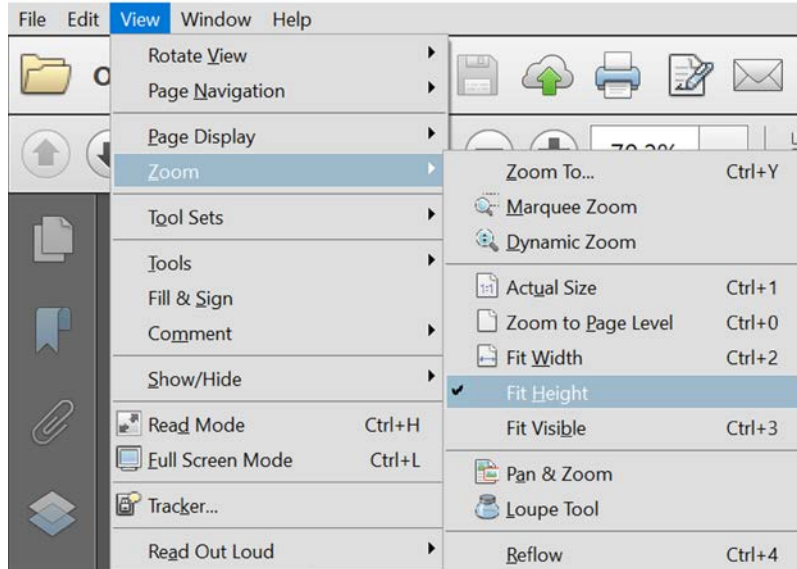 File Edit View Window Help
Rotate View
Page Navigation
Page Display
Zoom
Tool Sets
Tools
Fill & Sign
Comment
Show/Hide
Read Mode Ctrl+H
Full Screen Mode Ctrl+L
Tracker...
Read Out Loud
Zoom To... Ctrl+Y
Marquee Zoom
Dynamic Zoom
1:1 Actual Size Ctrl+1
Zoom to Page Level Ctrl+0
Fit Width Ctrl+2
Fit Height
Fit Visible Ctrl+3
Pan & Zoom
Loupe Tool
Reflow Ctrl+4